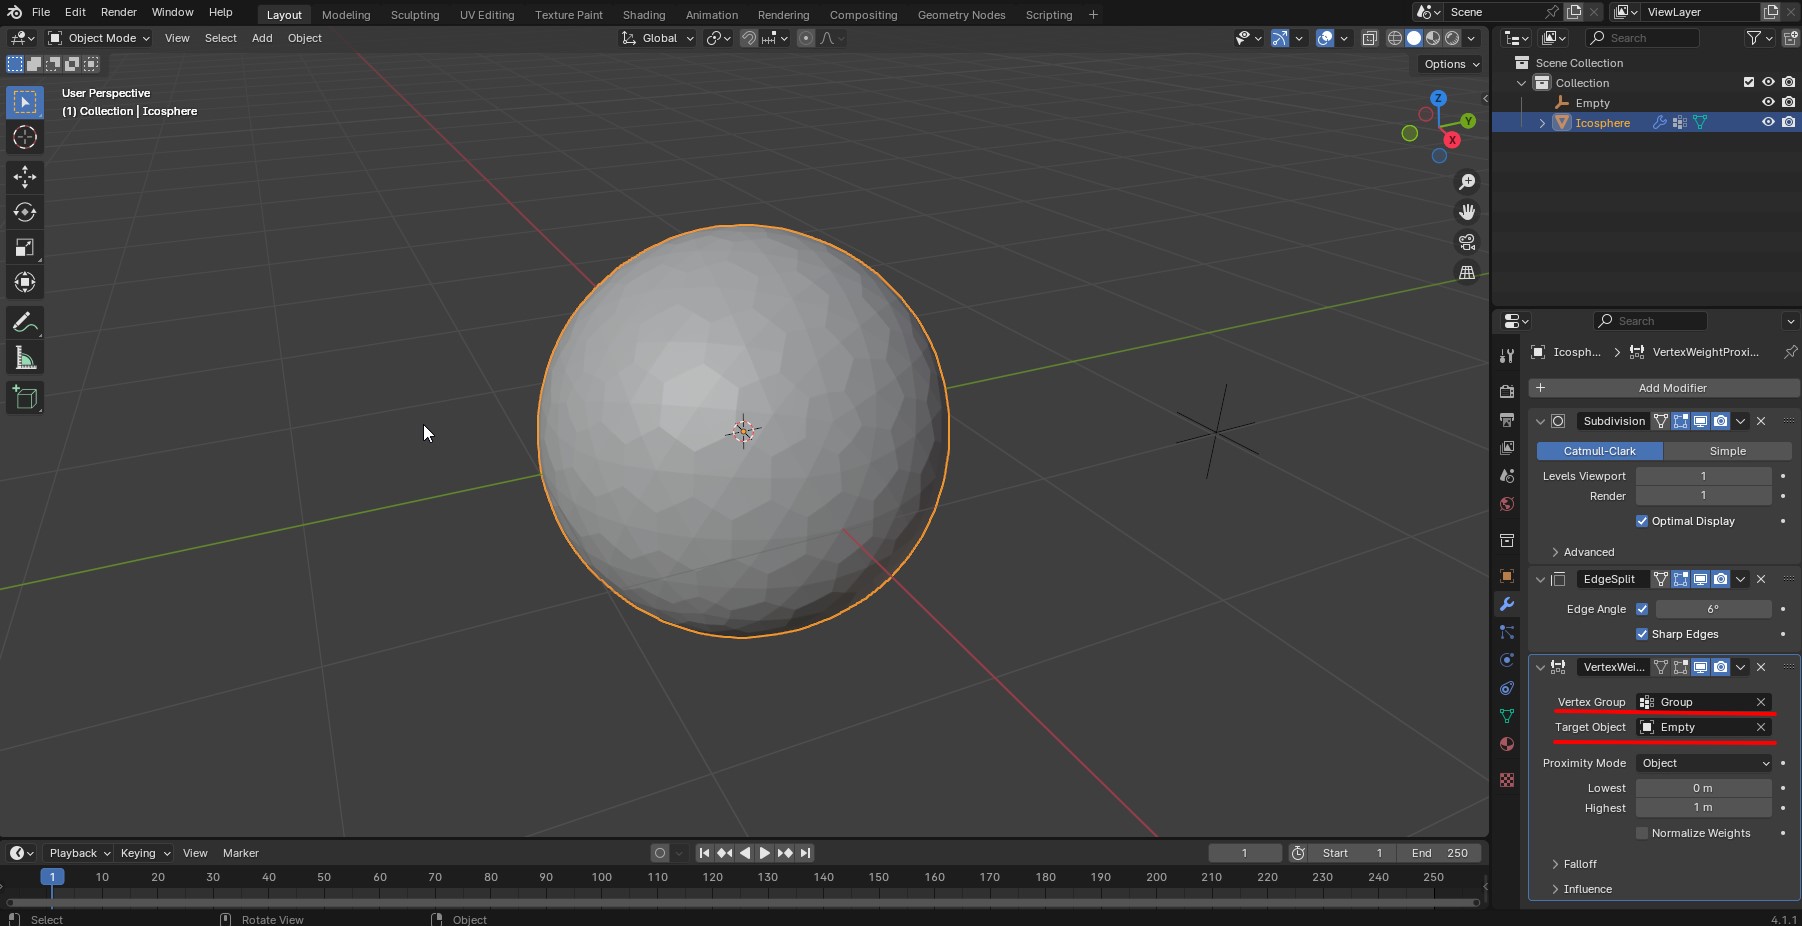 File Edit Render Window Help Layout Modeling Sculpting UV Editing Texture Paint Shading Animation Rendering Compositing Geometry Nodes Scripting + Scene ViewLayer
Object Mode View Select Add Object Global Search
Options
User Perspective
(1) Collection | Icosphere
Z
Y
X
Scene Collection
Collection
Empty
Icosphere
Search
Icosph... > VertexWeightProxi...
+ Add Modifier
Subdivision
Catmull-Clark Simple
Levels Viewport 1
Render 1
Optimal Display
Advanced
EdgeSplit
Edge Angle 6°
Sharp Edges
VertexWei...
Vertex Group Group
Target Object Empty
Proximity Mode Object
Lowest 0 m
Highest 1 m
Normalize Weights
Falloff
Influence
Playback Keying View Marker 1 Start 1 End 250
1 10 20 30 40 50 60 70 80 90 100 110 120 130 140 150 160 170 180 190 200 210 220 230 240 250
Select Rotate View Object 4.1.1